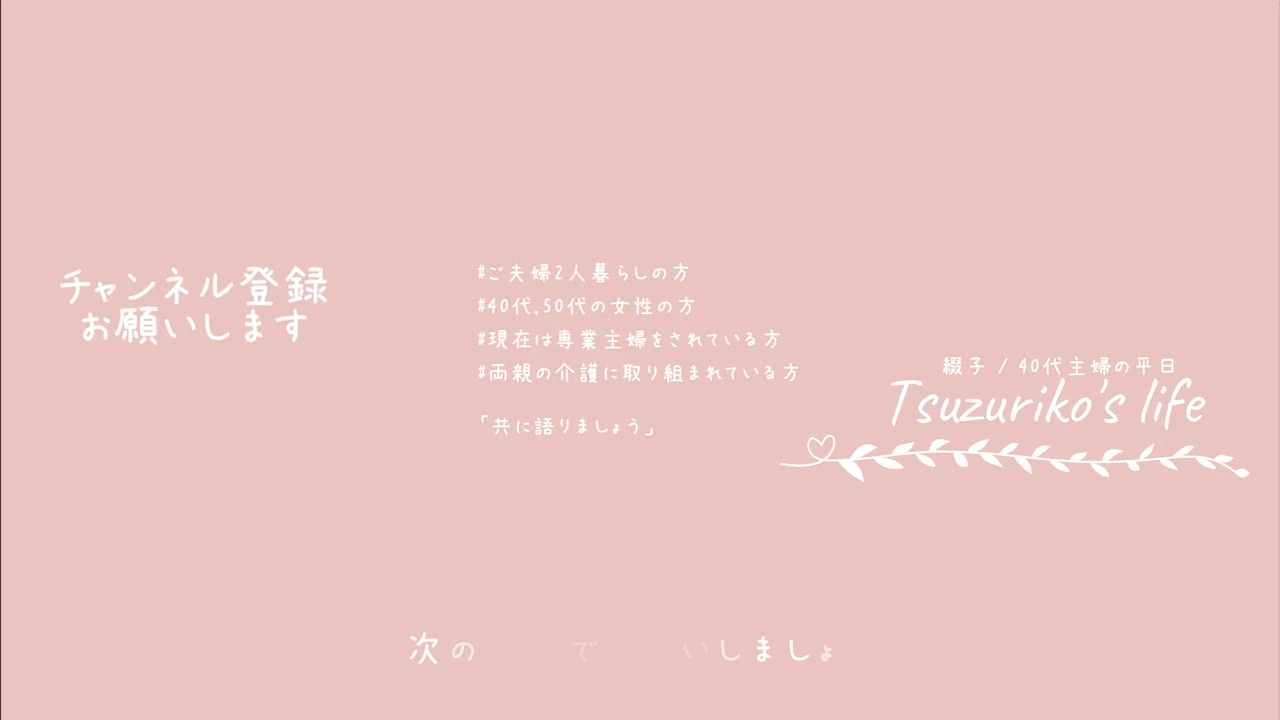 チャンネル登録
お願いします
#ご夫婦2人暮らしの方
#40代,50代の女性の方
#現在は専業主婦をされている方
#両親の介護に取り組まれている方
「共に語りましょう」
綴子 / 40代主婦の平日
Tsuzuriko's life
次の で いしましょ